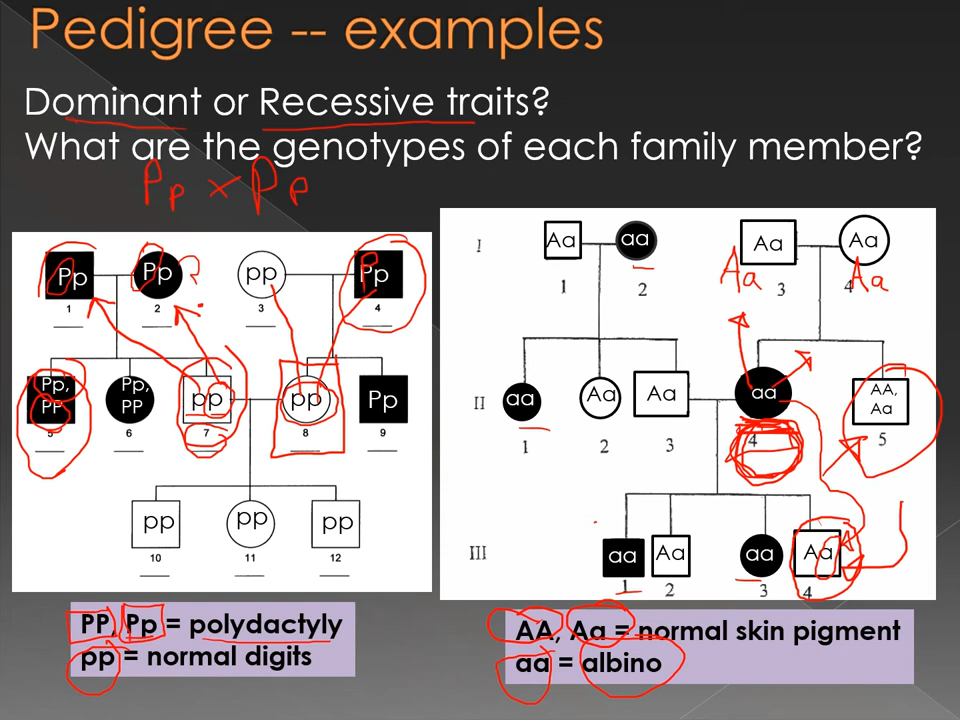 Pedigree -- examples
Dominant or Recessive traits?
What are the genotypes of each family member?
Pp × Pp
Pp Pp pp Pp
1 2 3 4
Pp, PP
Pp, PP
pp pp Pp
5 6 7 8 9
pp pp pp
10 11 12
PP, Pp = polydactyly
pp = normal digits
I Aa aa Aa Aa
Aa Aa
1 2 3 4
II aa Aa Aa aa AA, Aa
1 2 3 4 5
III aa Aa aa Aa
1 2 3 4
AA, Aa = normal skin pigment
aa = albino